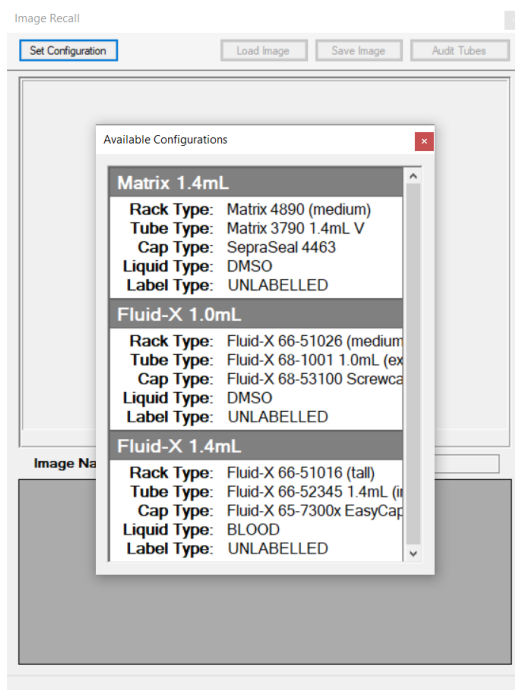 Image Recall
Set Configuration Load Image Save Image Audit Tubes
Available Configurations
Matrix 1.4mL
Rack Type: Matrix 4890 (medium)
Tube Type: Matrix 3790 1.4mL V
Cap Type: SepraSeal 4463
Liquid Type: DMSO
Label Type: UNLABELLED
Fluid-X 1.0mL
Rack Type: Fluid-X 66-51026 (medium
Tube Type: Fluid-X 68-1001 1.0mL (ex
Cap Type: Fluid-X 68-53100 Screwca
Liquid Type: DMSO
Label Type: UNLABELLED
Fluid-X 1.4mL
Image Na
Rack Type: Fluid-X 66-51016 (tall)
Tube Type: Fluid-X 66-52345 1.4mL (i
Cap Type: Fluid-X 65-7300x EasyCap
Liquid Type: BLOOD
Label Type: UNLABELLED